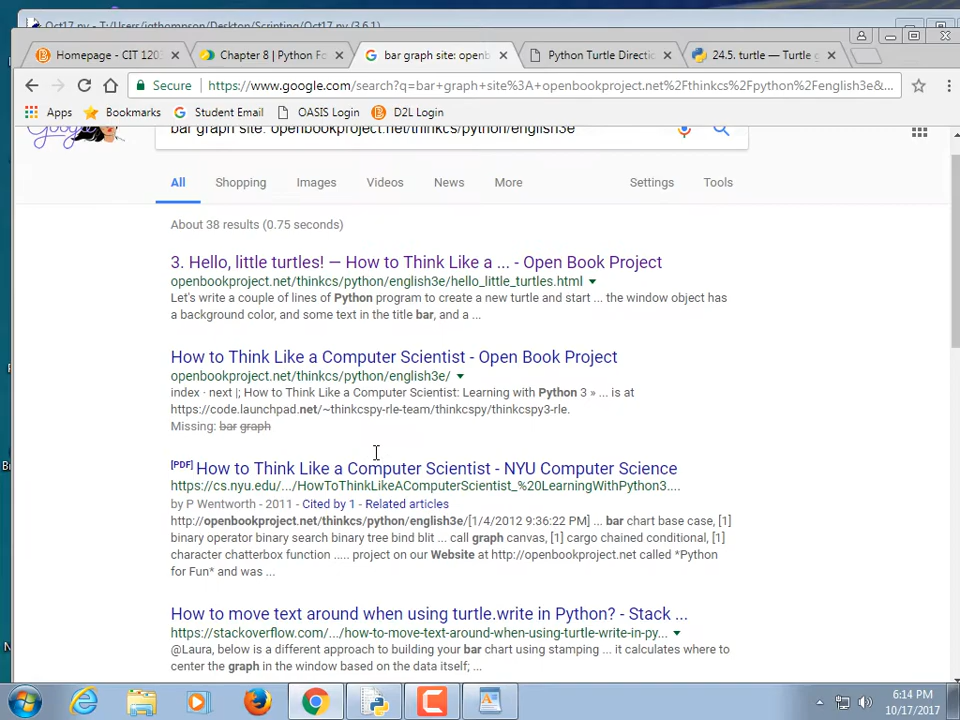 Oct17.py - T:/Users/jgthompson/Desktop/Scripting/Oct17.py (3.6.1)
Homepage - CIT 120
Chapter 8 | Python Fo
bar graph site: openb
Python Turtle Directi
24.5. turtle — Turtle g
Secure
https://www.google.com/search?q=bar+graph+site%3A+openbookproject.net%2Fthinkcs%2Fpython%2Fenglish3e&...
Apps
Bookmarks
Student Email
OASIS Login
D2L Login
bar graph site: openbookproject.net/thinkcs/python/english3e
All
Shopping
Images
Videos
News
More
Settings
Tools
About 38 results (0.75 seconds)
3. Hello, little turtles! — How to Think Like a ... - Open Book Project
openbookproject.net/thinkcs/python/english3e/hello_little_turtles.html
Let's write a couple of lines of Python program to create a new turtle and start ... the window object has
a background color, and some text in the title bar, and a ...
How to Think Like a Computer Scientist - Open Book Project
openbookproject.net/thinkcs/python/english3e/
index · next |; How to Think Like a Computer Scientist: Learning with Python 3 » ... is at
https://code.launchpad.net/~thinkcspy-rle-team/thinkcspy/thinkcspy3-rle.
Missing: bar graph
[PDF] How to Think Like a Computer Scientist - NYU Computer Science
https://cs.nyu.edu/.../HowToThinkLikeAComputerScientist_%20LearningWithPython3....
by P Wentworth - 2011 - Cited by 1 - Related articles
http://openbookproject.net/thinkcs/python/english3e/[1/4/2012 9:36:22 PM] ... bar chart base case, [1]
binary operator binary search binary tree bind blit ... call graph canvas, [1] cargo chained conditional, [1]
character chatterbox function ..... project on our Website at http://openbookproject.net called *Python
for Fun* and was ...
How to move text around when using turtle.write in Python? - Stack ...
https://stackoverflow.com/.../how-to-move-text-around-when-using-turtle-write-in-py...
@Laura, below is a different approach to building your bar chart using stamping ... it calculates where to
center the graph in the window based on the data itself; ...
6:14 PM
10/17/2017